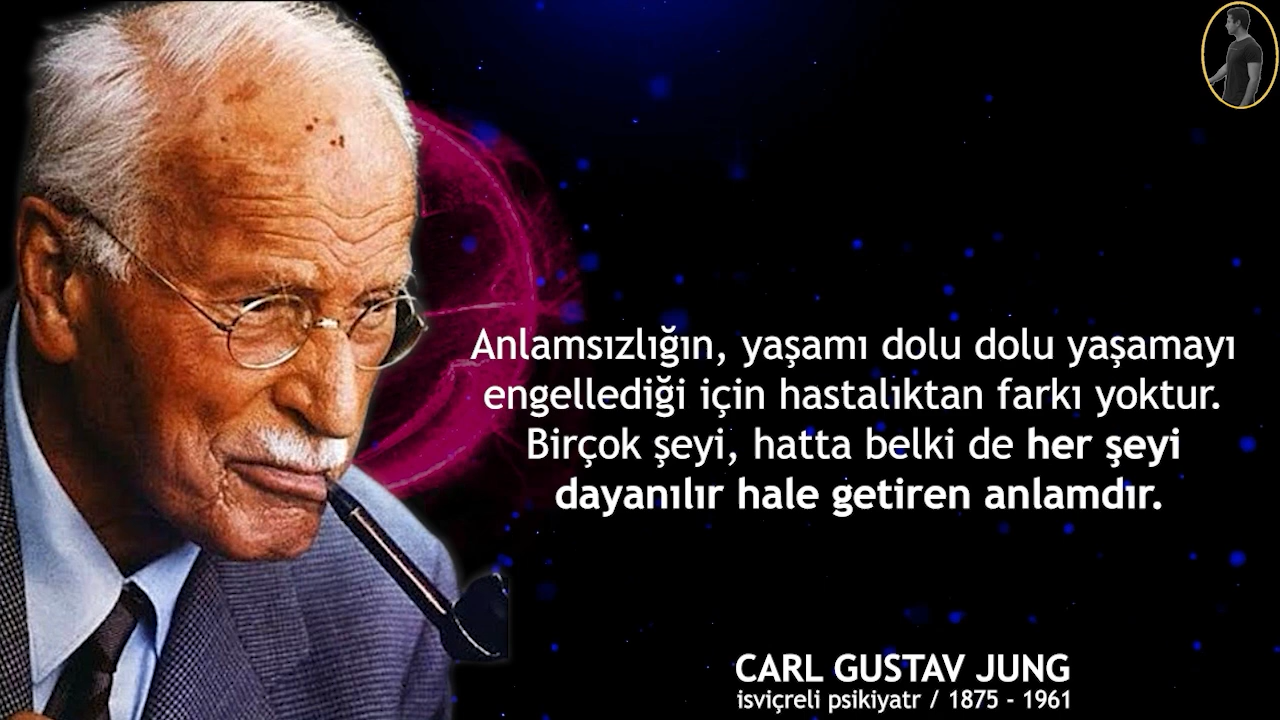 Anlamsızlığın, yaşamı dolu dolu yaşamayı
engellediği için hastalıktan farkı yoktur.
Birçok şeyi, hatta belki de her şeyi
dayanılır hale getiren anlamdır.
CARL GUSTAV JUNG
isviçreli psikiyatr / 1875 - 1961